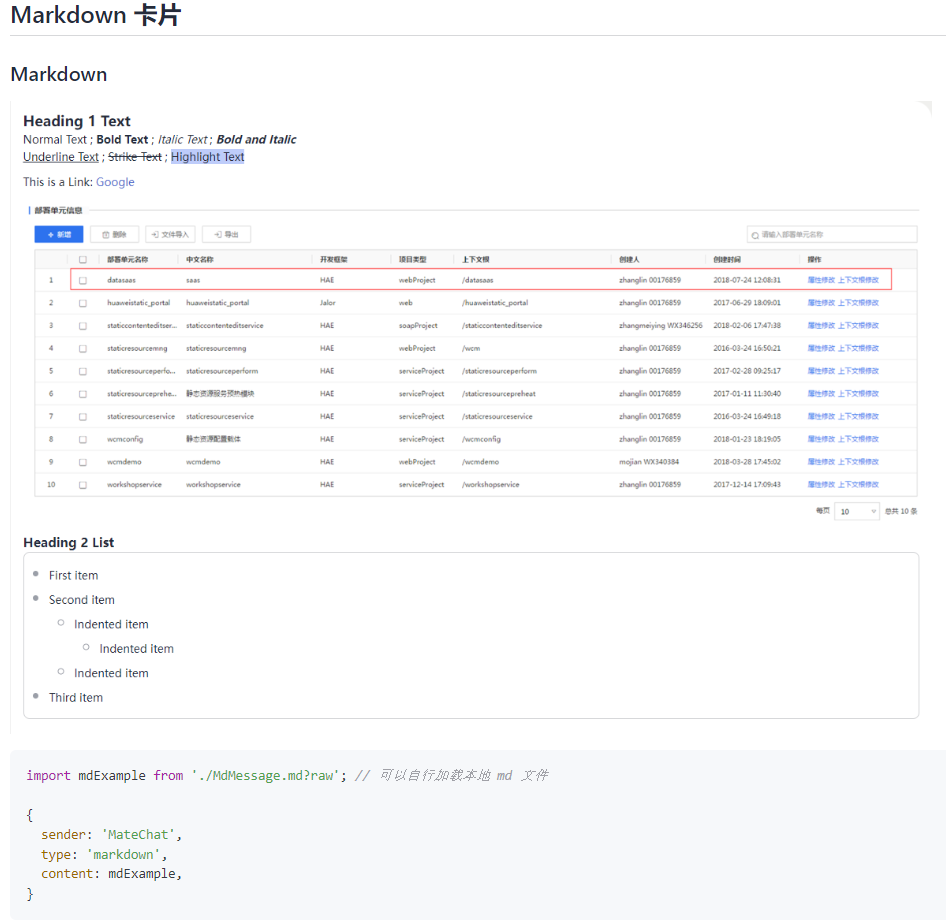 Markdown 卡片
Markdown
Heading 1 Text
Normal Text ; Bold Text ; Italic Text ; Bold and Italic
Underline Text ; Strike Text ; Highlight Text
This is a Link: Google
部署单元信息
+ 新增 删除 文件导入 导出 请输入部署单元名称
部署单元名称 中文名称 开发框架 项目类型 上下文根 创建人 创建时间 操作
1 datasaas saas HAE webProject /datasaas zhanglin 00176859 2018-07-24 12:08:31 属性修改 上下文根修改
2 huaweistatic_portal huaweistatic_portal Jalor web /huaweistatic_portal zhanglin 00176859 2017-06-29 18:09:01 属性修改 上下文根修改
3 staticcontenteditser... staticcontenteditservice HAE soapProject /staticcontenteditservice zhangmeiying WX346256 2018-02-06 17:47:38 属性修改 上下文根修改
4 staticresourcemng staticresourcemng HAE webProject /wcm zhanglin 00176859 2016-03-24 16:50:21 属性修改 上下文根修改
5 staticresourceperfo... staticresourceperform HAE serviceProject /staticresourceperform zhanglin 00176859 2017-02-28 09:25:17 属性修改 上下文根修改
6 staticresourceprehe... 静态资源服务预热模块 HAE serviceProject /staticresourcepreheat zhanglin 00176859 2017-01-11 11:30:40 属性修改 上下文根修改
7 staticresourceservice staticresourceservice HAE serviceProject /staticresourceservice zhanglin 00176859 2016-03-24 16:49:18 属性修改 上下文根修改
8 wcmconfig 静态资源配置载体 HAE serviceProject /wcmconfig zhanglin 00176859 2018-01-23 18:19:05 属性修改 上下文根修改
9 wcmdemo wcmdemo HAE webProject /wcmdemo mojian WX340384 2018-03-28 17:45:02 属性修改 上下文根修改
10 workshopservice workshopservice HAE serviceProject /workshopservice zhanglin 00176859 2017-12-14 17:09:43 属性修改 上下文根修改
每页 10 总共 10 条
Heading 2 List
First item
Second item
Indented item
Indented item
Indented item
Third item
import mdExample from './MdMessage.md?raw'; // 可以自行加载本地 md 文件
{
sender: 'MateChat',
type: 'markdown',
content: mdExample,
}